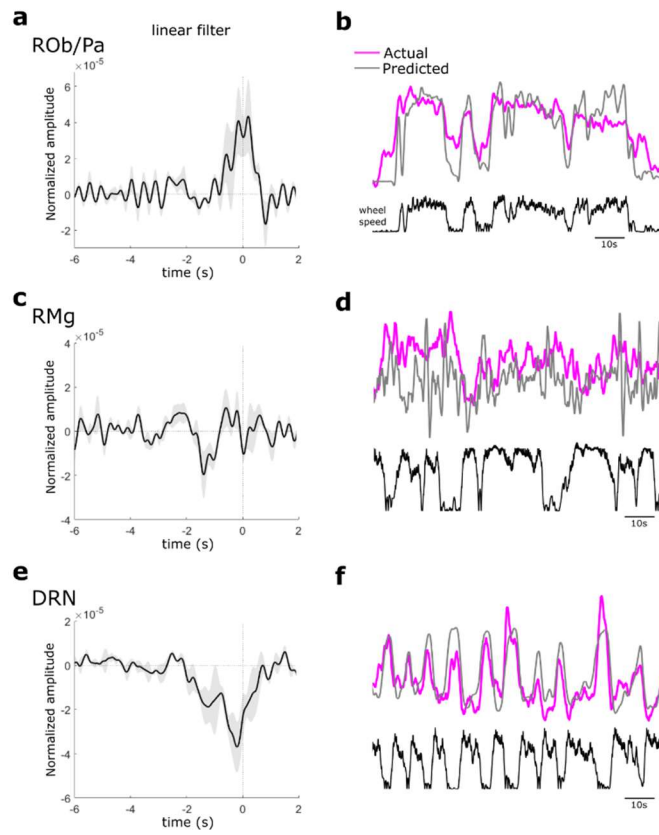 a
ROb/Pa
linear filter
×10⁻⁵
6
4
2
0
-2
Normalized amplitude
-6 -4 -2 0 2
time (s)
b
Actual
Predicted
wheel
speed
10s
c
RMg
×10⁻⁵
4
2
0
-2
-4
Normalized amplitude
-6 -4 -2 0 2
time (s)
d
10s
e
DRN
×10⁻⁵
2
0
-2
-4
-6
Normalized amplitude
-6 -4 -2 0 2
time (s)
f
10s